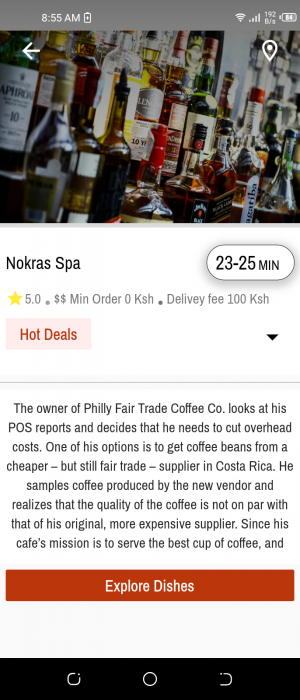 8:55 AM
192
B/s
86
Nokras Spa
23-25 MIN
5.0 . $$ Min Order 0 Ksh . Delivey fee 100 Ksh
Hot Deals
The owner of Philly Fair Trade Coffee Co. looks at his
POS reports and decides that he needs to cut overhead
costs. One of his options is to get coffee beans from a
cheaper – but still fair trade – supplier in Costa Rica. He
samples coffee produced by the new vendor and
realizes that the quality of the coffee is not on par with
that of his original, more expensive supplier. Since his
cafe's mission is to serve the best cup of coffee, and
Explore Dishes